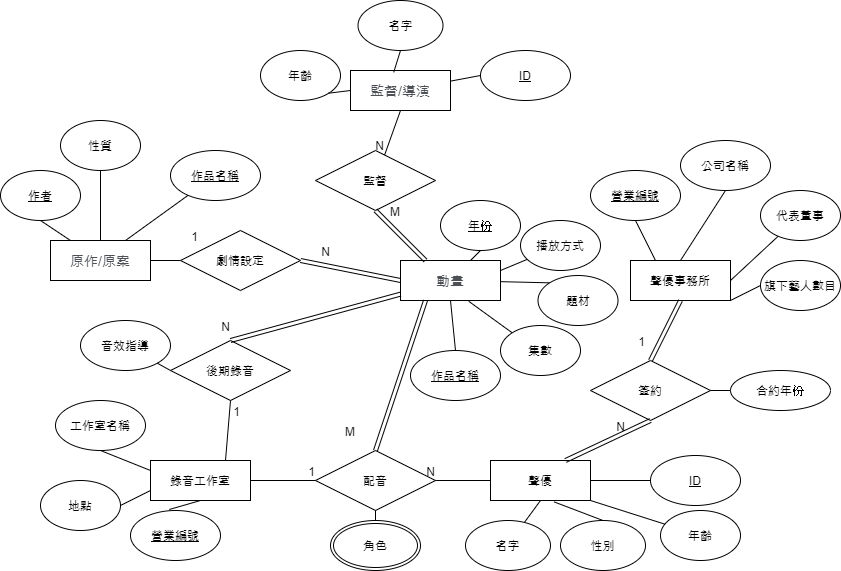 名字
年齡
監督/導演
ID
性質
作者
作品名稱
原作/原案
N
監督
M
1
劇情設定
N
年份
播放方式
動畫
題材
集數
作品名稱
公司名稱
營業編號
代表董事
聲優事務所
旗下藝人數目
1
簽約
合約年份
N
N
音效指導
後期錄音
1
工作室名稱
地點
錄音工作室
營業編號
M
1
配音
N
角色
聲優
ID
名字
性別
年齡